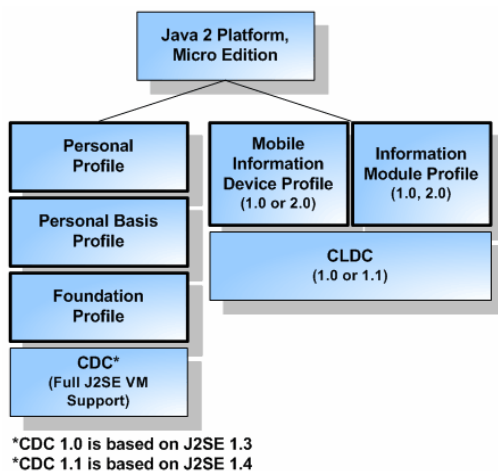 Java 2 Platform,
Micro Edition
Personal
Profile
Personal Basis
Profile
Foundation
Profile
CDC*
(Full J2SE VM
Support)
Mobile
Information
Device Profile
(1.0 or 2.0)
Information
Module Profile
(1.0, 2.0)
CLDC
(1.0 or 1.1)
*CDC 1.0 is based on J2SE 1.3
*CDC 1.1 is based on J2SE 1.4